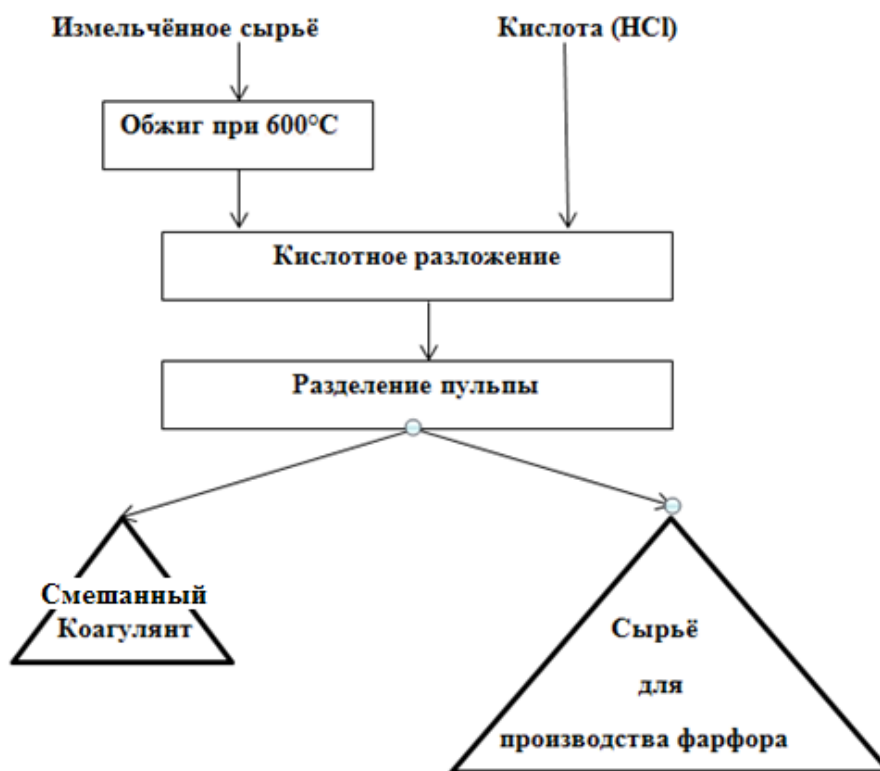 Измельчённое сырьё
Кислота (HCl)
Обжиг при 600°C
Кислотное разложение
Разделение пульпы
Смешанный
Коагулянт
Сырьё
для
производства фарфора